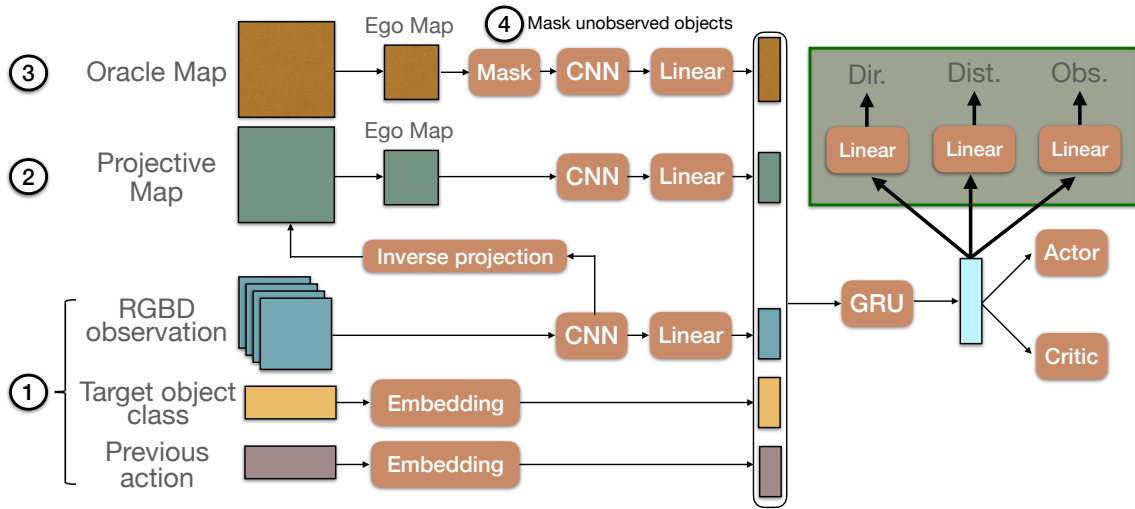 4 Mask unobserved objects
3 Oracle Map
Ego Map
Mask
CNN
Linear
2 Projective
Map
Ego Map
CNN
Linear
Inverse projection
1
RGBD
observation
CNN
Linear
Target object
class
Embedding
Previous
action
Embedding
GRU
Dir.
Dist.
Obs.
Linear
Linear
Linear
Actor
Critic